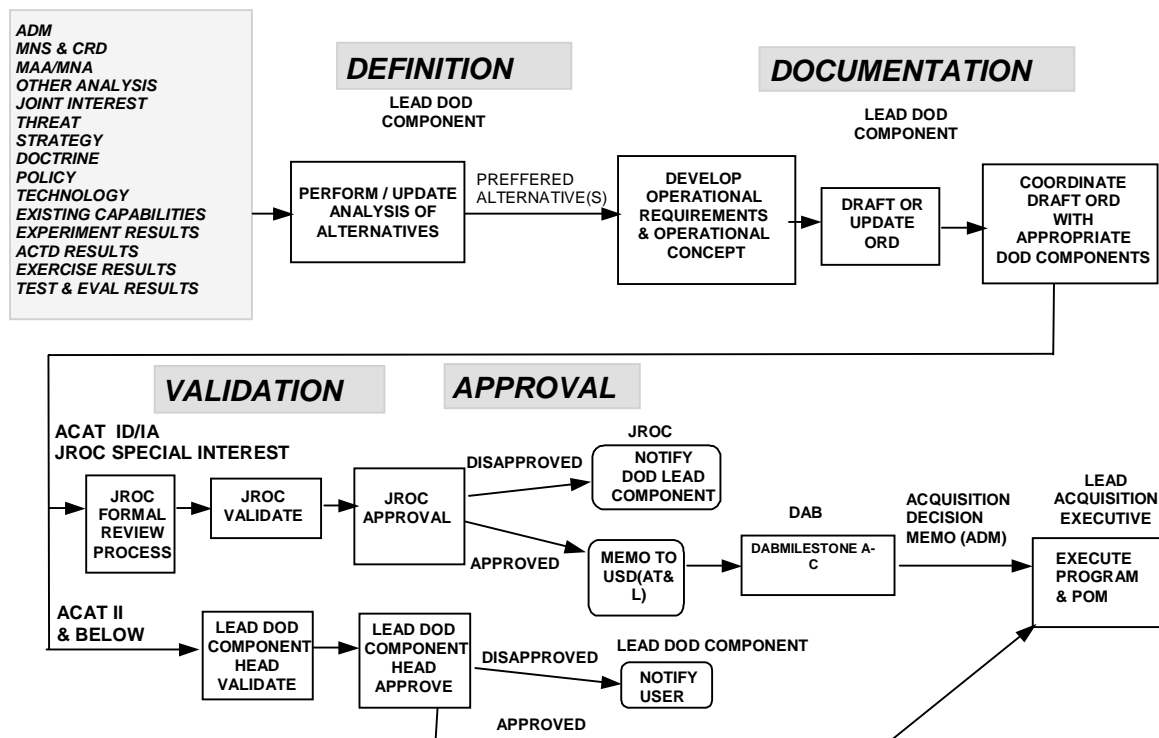 ADM
MNS & CRD
MAA/MNA
OTHER ANALYSIS
JOINT INTEREST
THREAT
STRATEGY
DOCTRINE
POLICY
TECHNOLOGY
EXISTING CAPABILITIES
EXPERIMENT RESULTS
ACTD RESULTS
EXERCISE RESULTS
TEST & EVAL RESULTS
DEFINITION
LEAD DOD
COMPONENT
PERFORM / UPDATE
ANALYSIS OF
ALTERNATIVES
PREFFERED
ALTERNATIVE(S)
DOCUMENTATION
LEAD DOD
COMPONENT
DEVELOP
OPERATIONAL
REQUIREMENTS
& OPERATIONAL
CONCEPT
DRAFT OR
UPDATE
ORD
COORDINATE
DRAFT ORD
WITH
APPROPRIATE
DOD COMPONENTS
VALIDATION
APPROVAL
ACAT ID/IA
JROC SPECIAL INTEREST
JROC
FORMAL
REVIEW
PROCESS
JROC
VALIDATE
JROC
APPROVAL
DISAPPROVED
JROC
NOTIFY
DOD LEAD
COMPONENT
APPROVED
MEMO TO
USD(AT&
L)
DAB
DABMILESTONE A-
C
ACQUISITION
DECISION
MEMO (ADM)
LEAD
ACQUISITION
EXECUTIVE
EXECUTE
PROGRAM
& POM
ACAT II
& BELOW
LEAD DOD
COMPONENT
HEAD
VALIDATE
LEAD DOD
COMPONENT
HEAD
APPROVE
DISAPPROVED
LEAD DOD COMPONENT
NOTIFY
USER
APPROVED